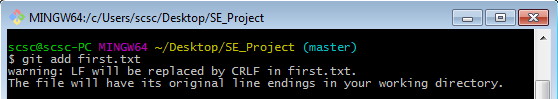 MINGW64:/c/Users/scsc/Desktop/SE_Project
scsc@scsc-PC MINGW64 ~/Desktop/SE_Project (master)
$ git add first.txt
warning: LF will be replaced by CRLF in first.txt.
The file will have its original line endings in your working directory.